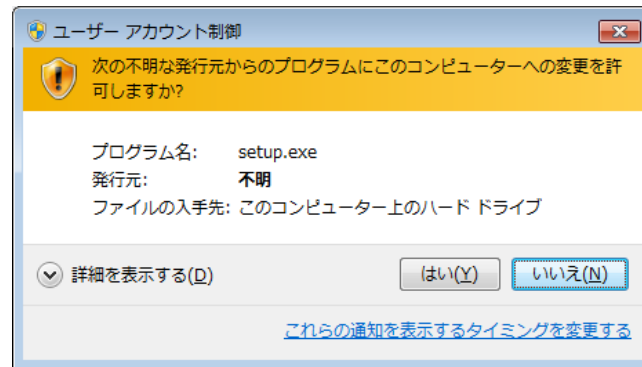 ユーザー アカウント制御
次の不明な発行元からのプログラムにこのコンピューターへの変更を許
可しますか?
プログラム名: setup.exe
発行元: 不明
ファイルの入手先: このコンピューター上のハード ドライブ
詳細を表示する(D) はい(Y) いいえ(N)
これらの通知を表示するタイミングを変更する